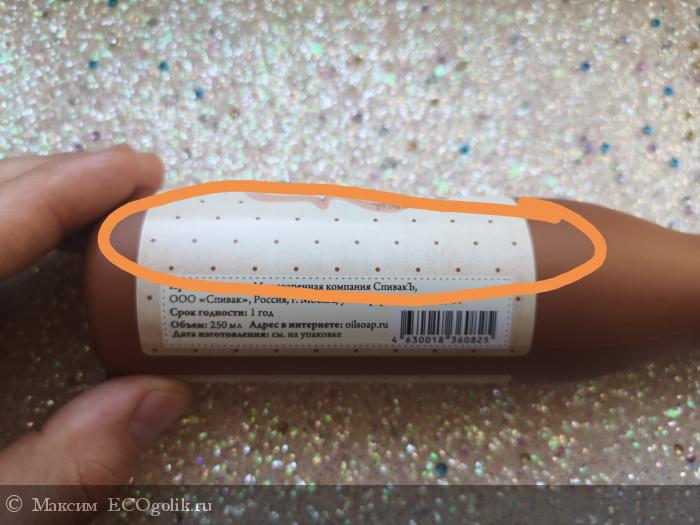 Мыловаренная компания СпивакЪ,
ООО «Спивак», Россия, г. Москва,
Срок годности: 1 год
Объем: 250 мл Адрес в интернете: oilsoap.ru
Дата изготовления: см. на упаковке
4 630018 360825
© Максим ECOgolik.ru